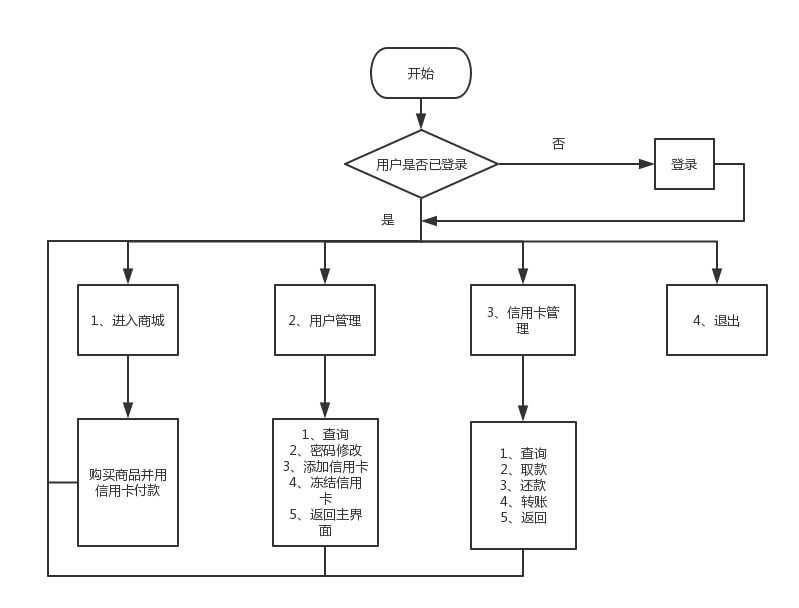 开始
用户是否已登录
否
登录
是
1、进入商城
2、用户管理
3、信用卡管
理
4、退出
购买商品并用
信用卡付款
1、查询
2、密码修改
3、添加信用卡
4、冻结信用
卡
5、返回主界
面
1、查询
2、取款
3、还款
4、转账
5、返回